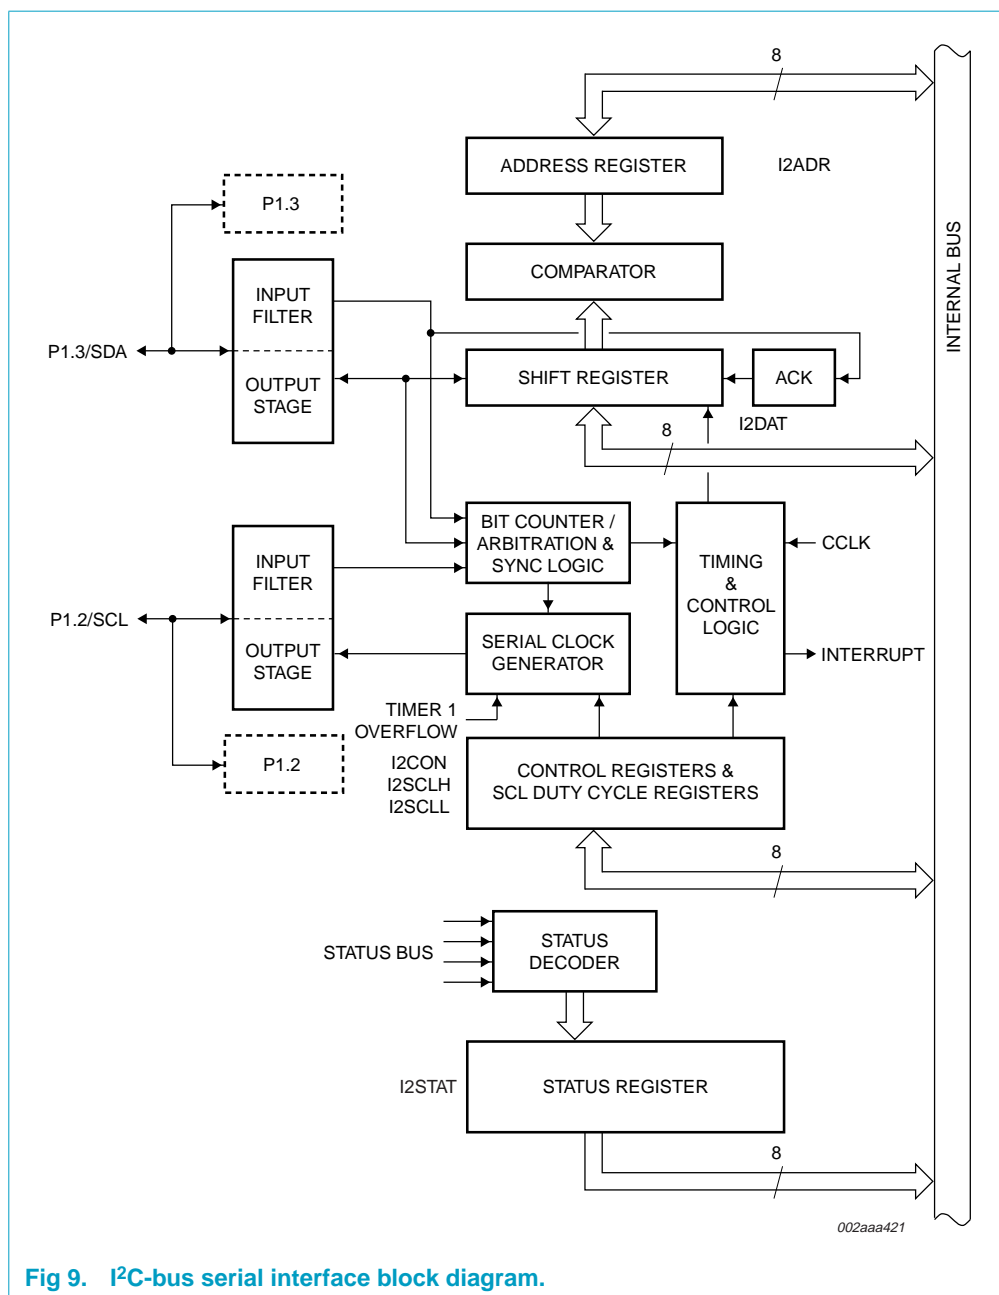 8
ADDRESS REGISTER
I2ADR
P1.3
COMPARATOR
INTERNAL BUS
INPUT
FILTER
P1.3/SDA
OUTPUT
STAGE
SHIFT REGISTER
ACK
I2DAT
8
BIT COUNTER /
ARBITRATION &
SYNC LOGIC
CCLK
INPUT
FILTER
TIMING
&
CONTROL
LOGIC
P1.2/SCL
OUTPUT
STAGE
SERIAL CLOCK
GENERATOR
INTERRUPT
TIMER 1
OVERFLOW
P1.2
I2CON
I2SCLH
I2SCLL
CONTROL REGISTERS &
SCL DUTY CYCLE REGISTERS
8
STATUS BUS
STATUS
DECODER
I2STAT
STATUS REGISTER
8
002aaa421
Fig 9. I²C-bus serial interface block diagram.